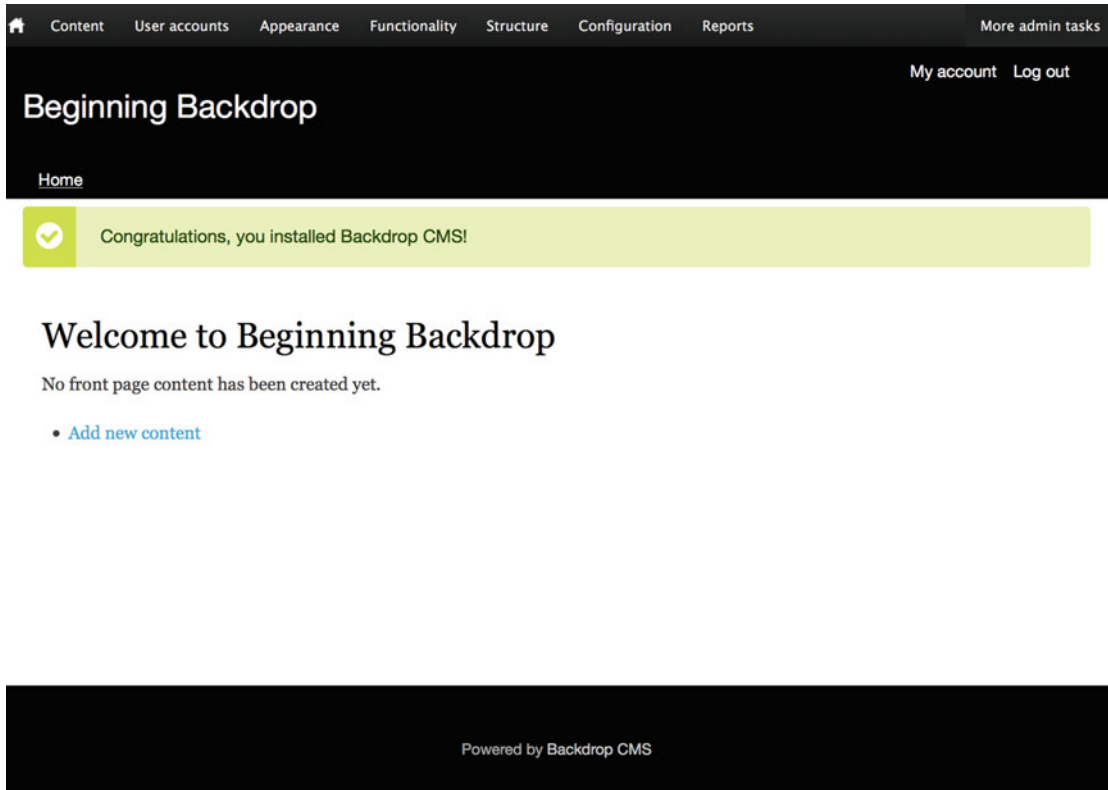 Content User accounts Appearance Functionality Structure Configuration Reports More admin tasks
My account Log out
Beginning Backdrop
Home
Congratulations, you installed Backdrop CMS!
Welcome to Beginning Backdrop
No front page content has been created yet.
• Add new content
Powered by Backdrop CMS